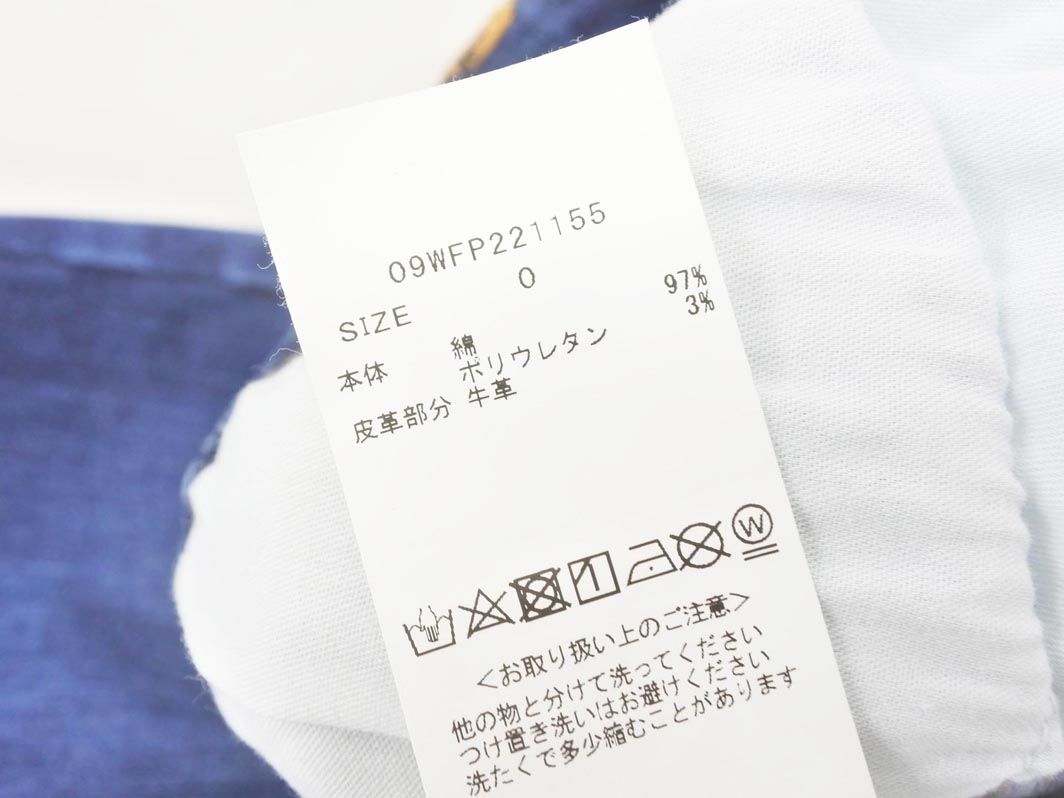 09WFP221155
SIZE 0
本体 綿 97%
ポリウレタン 3%
皮革部分 牛革
W
<お取り扱い上のご注意>
他の物と分けて洗ってください
つけ置き洗いはお避けください
洗たくで多少縮むことがあります